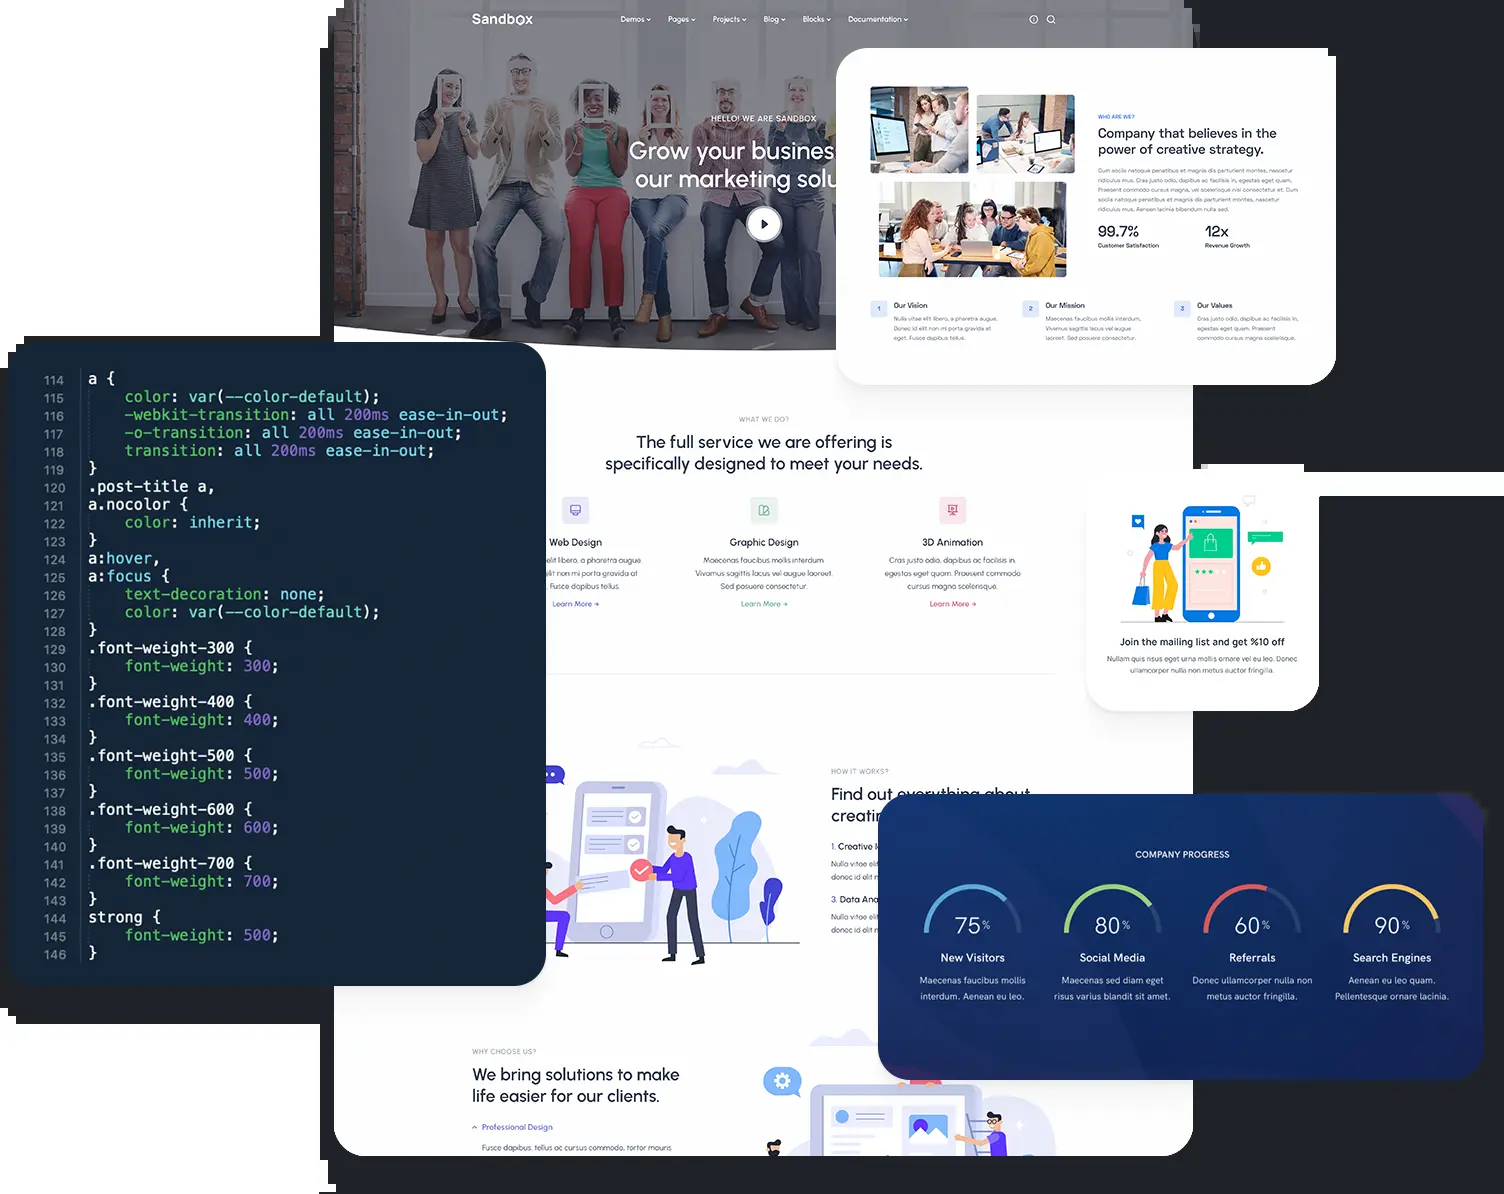 Sandbox
Demos
Pages
Projects
Blog
Blocks
Documentation
HELLO! WE ARE SANDBOX
Grow your busines
our marketing solu
WHO ARE WE?
Company that believes in the
power of creative strategy.
Cum sociis natoque penatibus et magnis dis parturient montes, nascetur
ridiculus mus. Cras justo odio, dapibus ac facilisis in, egestas eget quam.
Praesent commodo cursus magna, vel scelerisque nisl consectetur et. Cum
sociis natoque penatibus et magnis dis parturient montes, nascetur
ridiculus mus. Aenean lacinia bibendum nulla sed.
99.7%
Customer Satisfaction
12x
Revenue Growth
1
Our Vision
Nulla vitae elit libero, a pharetra augue.
Donec id elit non mi porta gravida at
eget. Fusce dapibus tellus.
2
Our Mission
Maecenas faucibus mollis interdum.
Vivamus sagittis lacus vel augue
laoreet. Sed posuere consectetur.
3
Our Values
Cras justo odio, dapibus ac facilisis in,
egestas eget quam. Praesent
commodo cursus magna scelerisque.
114 a {
115 color: var(--color-default);
116 -webkit-transition: all 200ms ease-in-out;
117 -o-transition: all 200ms ease-in-out;
118 transition: all 200ms ease-in-out;
119 }
120 .post-title a,
121 a.nocolor {
122 color: inherit;
123 }
124 a:hover,
125 a:focus {
126 text-decoration: none;
127 color: var(--color-default);
128 }
129 .font-weight-300 {
130 font-weight: 300;
131 }
132 .font-weight-400 {
133 font-weight: 400;
134 }
135 .font-weight-500 {
136 font-weight: 500;
137 }
138 .font-weight-600 {
139 font-weight: 600;
140 }
141 .font-weight-700 {
142 font-weight: 700;
143 }
144 strong {
145 font-weight: 500;
146 }
WHAT WE DO?
The full service we are offering is
specifically designed to meet your needs.
Web Design
elit libero, a pharetra augue.
elit non mi porta gravida at
. Fusce dapibus tellus.
Learn More →
Graphic Design
Maecenas faucibus mollis interdum.
Vivamus sagittis lacus vel augue laoreet.
Sed posuere consectetur.
Learn More →
3D Animation
Cras justo odio, dapibus ac facilisis in,
egestas eget quam. Praesent commodo
cursus magna scelerisque.
Learn More →
Join the mailing list and get %10 off
Nullam quis risus eget urna mollis ornare vel eu leo. Donec
ullamcorper nulla non metus auctor fringilla.
HOW IT WORKS?
Find out everything about
creatin
1. Creative I
Nulla vitae elit
donec id elit n
3. Data Ana
Nulla vitae elit
donec id elit n
COMPANY PROGRESS
75%
New Visitors
Maecenas faucibus mollis
interdum. Aenean eu leo.
80%
Social Media
Maecenas sed diam eget
risus varius blandit sit amet.
60%
Referrals
Donec ullamcorper nulla non
metus auctor fringilla.
90%
Search Engines
Aenean eu leo quam.
Pellentesque ornare lacinia.
WHY CHOOSE US?
We bring solutions to make
life easier for our clients.
Professional Design
Fusce dapibus, tellus ac cursus commodo, tortor mauris